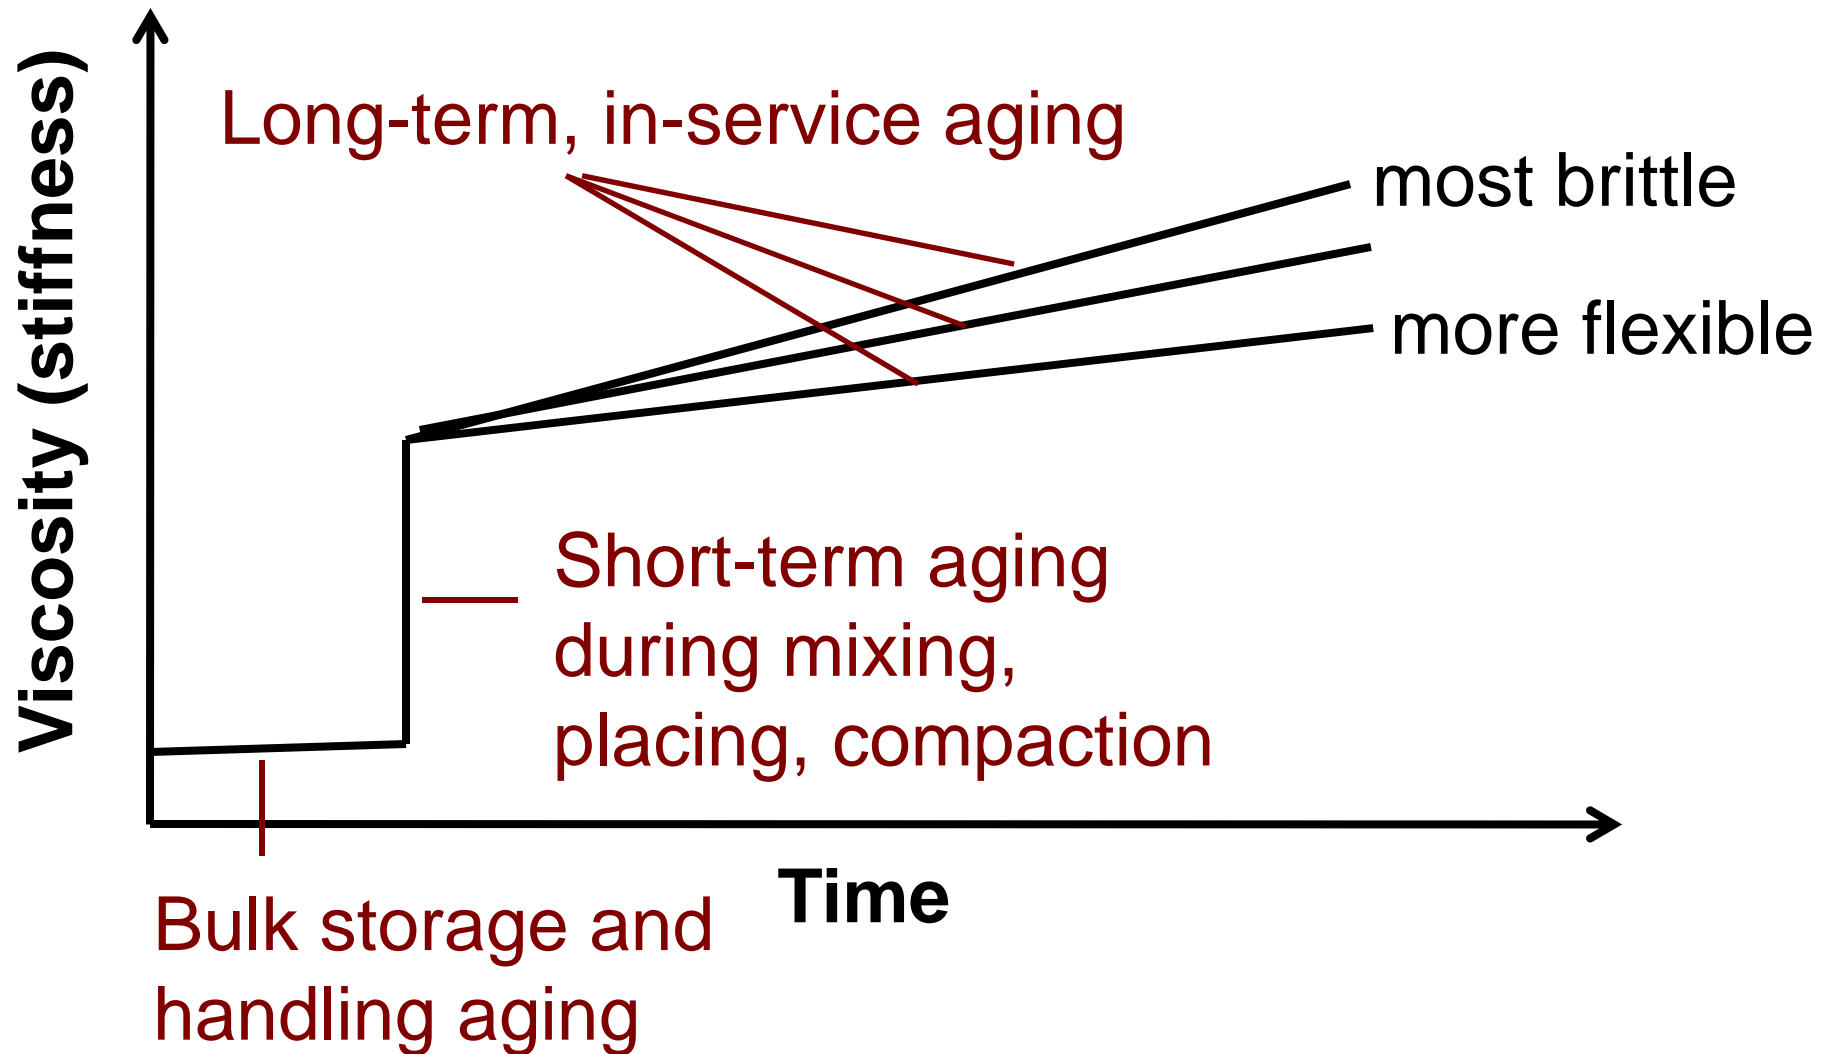 Viscosity (stiffness)
Long-term, in-service aging
most brittle
more flexible
Short-term aging
during mixing,
placing, compaction
Time
Bulk storage and
handling aging